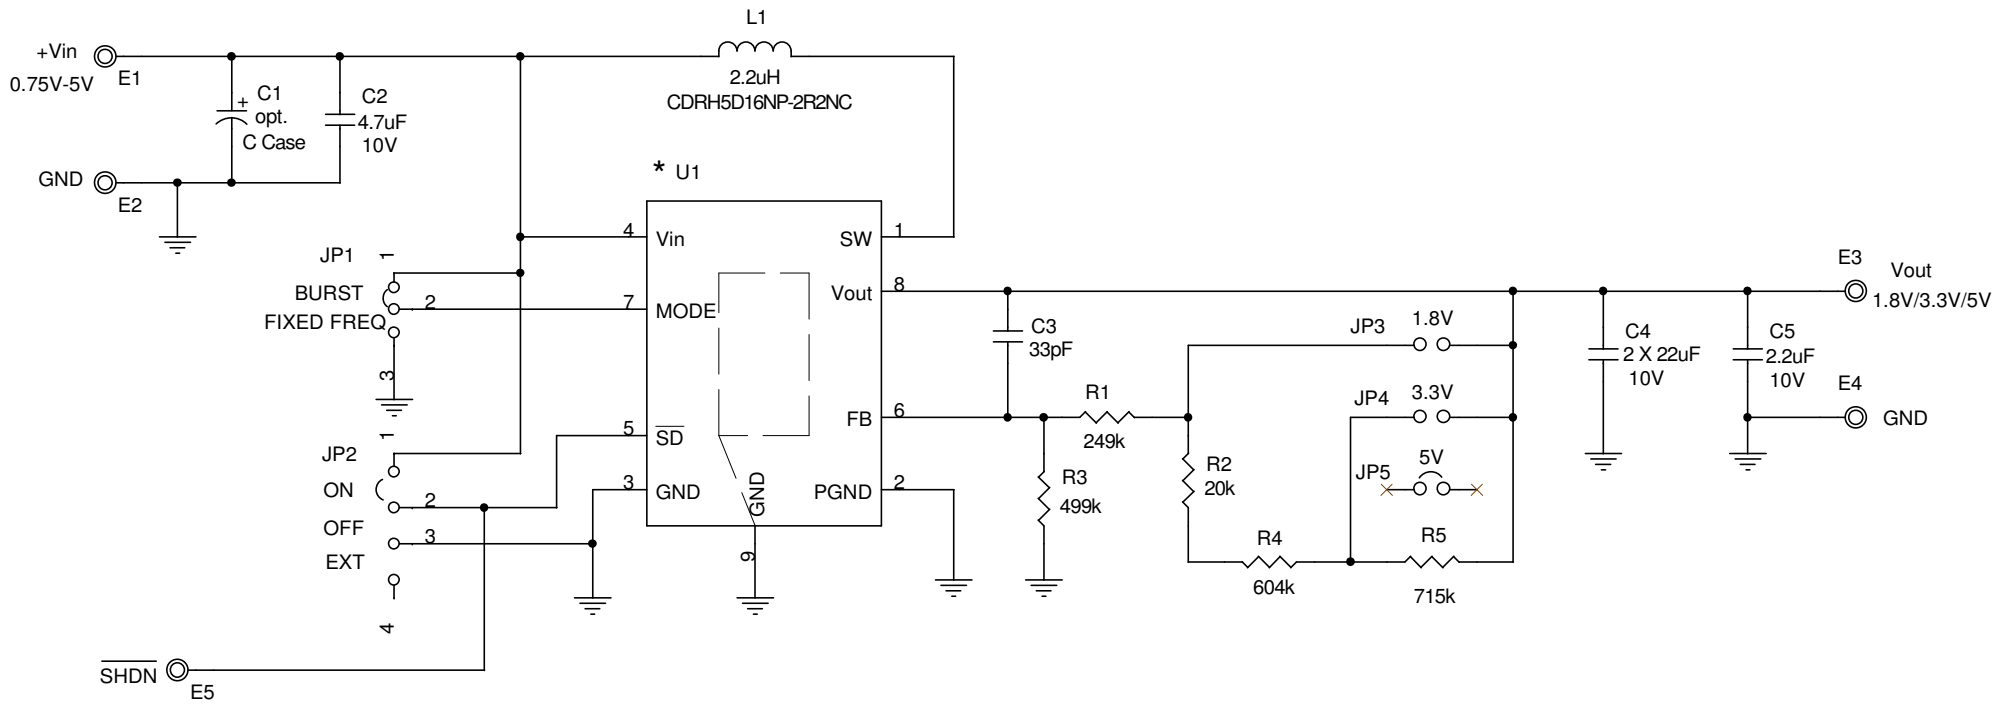 L1
2.2uH
CDRH5D16NP-2R2NC
+Vin
0.75V-5V
E1
C1
+
opt.
C Case
C2
4.7uF
10V
GND
E2
* U1
4
Vin
SW
1
Vout
8
7
MODE
FB
6
5
SD
3
GND
PGND
2
GND
9
JP1
1
BURST
2
FIXED FREQ
3
JP2
1
ON
2
OFF
3
EXT
4
SHDN
E5
C3
33pF
R1
249k
R3
499k
R2
20k
R4
604k
R5
715k
JP3
1.8V
JP4
3.3V
JP5
5V
C4
2 X 22uF
10V
C5
2.2uF
10V
E3
Vout
1.8V/3.3V/5V
E4
GND